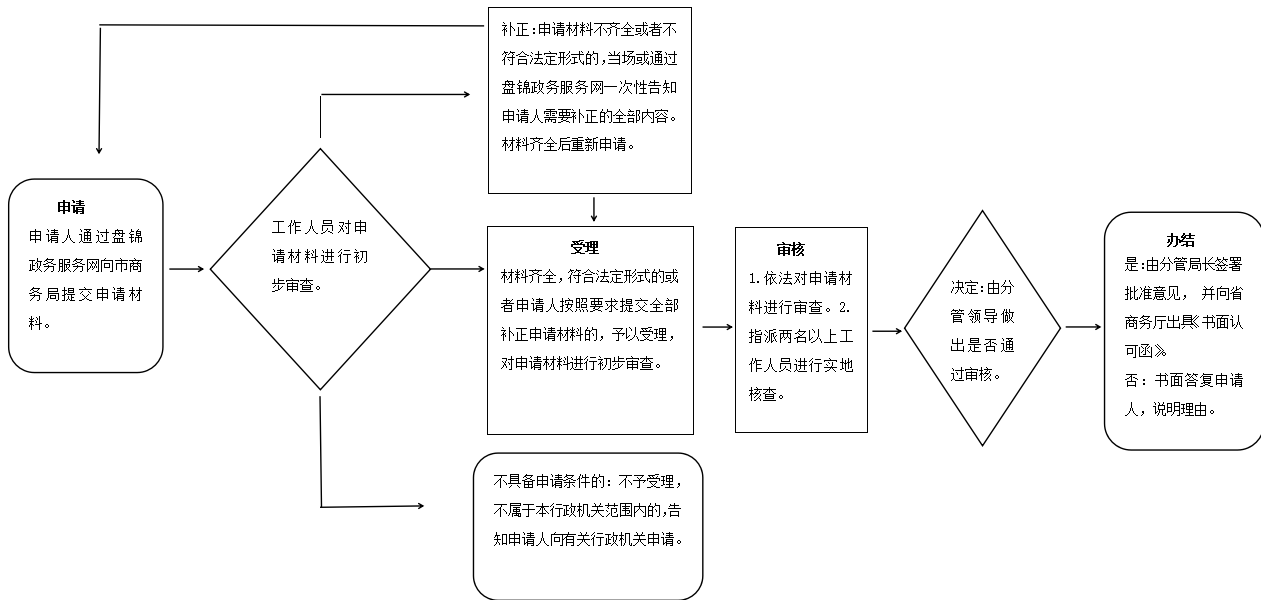 申请
申请人通过盘锦
政务服务网向市商
务局提交申请材
料。
工作人员对申
请材料进行初
步审查。
补正:申请材料不齐全或者不
符合法定形式的,当场或通过
盘锦政务服务网一次性告知
申请人需要补正的全部内容。
材料齐全后重新申请。
受理
材料齐全,符合法定形式的或
者申请人按照要求提交全部
补正申请材料的,予以受理,
对申请材料进行初步审查。
不具备申请条件的:不予受理,
不属于本行政机关范围内的,告
知申请人向有关行政机关申请。
审核
1.依法对申请材
料进行审查。2.
指派两名以上工
作人员进行实地
核查。
决定:由分
管领导做
出是否通
过审核。
办结
是:由分管局长签署
批准意见, 并向省
商务厅出具《书面认
可函》。
否:书面答复申请
人,说明理由。